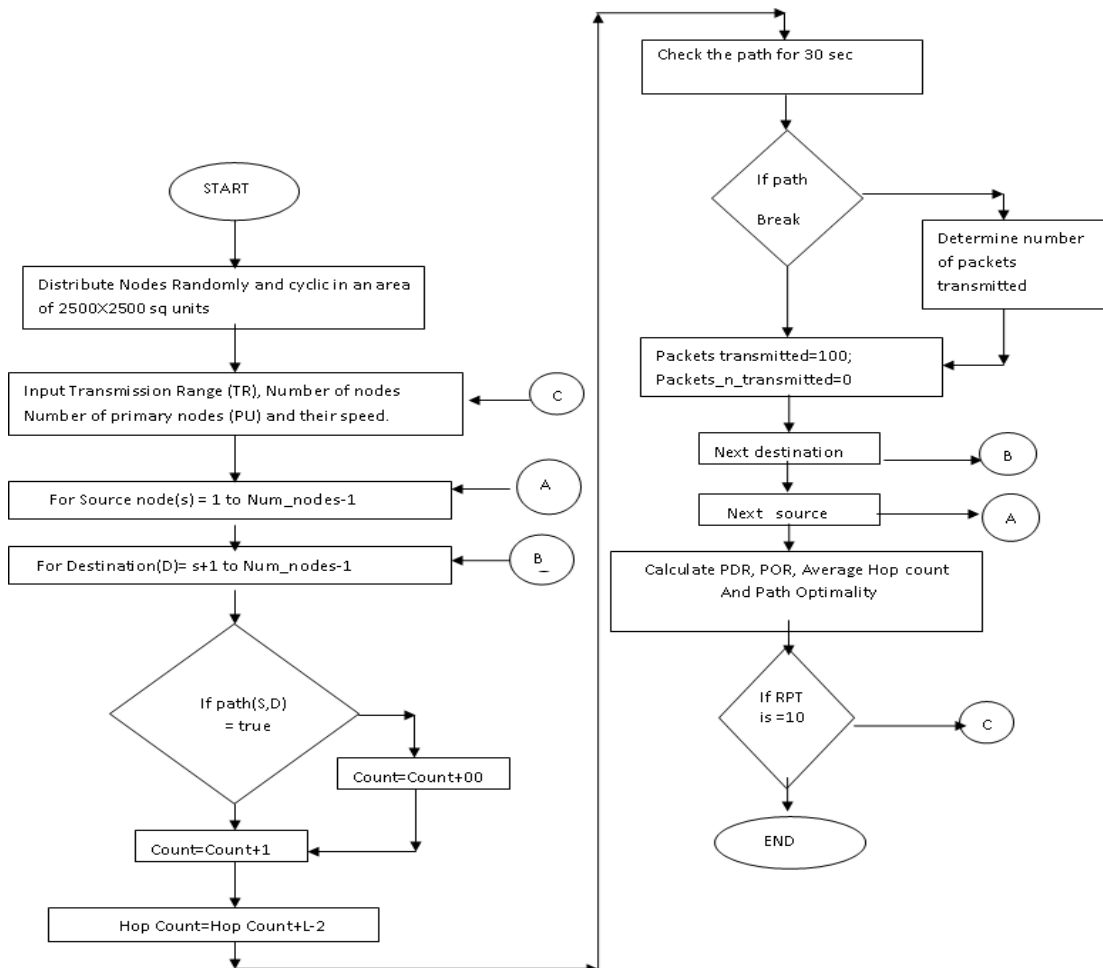 START
Distribute Nodes Randomly and cyclic in an area
of 2500X2500 sq units
Input Transmission Range (TR), Number of nodes
Number of primary nodes (PU) and their speed.
C
For Source node(s) = 1 to Num_nodes-1
A
For Destination(D)= s+1 to Num_nodes-1
B_
If path(S,D)
= true
Count=Count+00
Count=Count+1
Hop Count=Hop Count+L-2
Check the path for 30 sec
If path
Break
Determine number
of packets
transmitted
Packets transmitted=100;
Packets_n_transmitted=0
Next destination
B
Next source
A
Calculate PDR, POR, Average Hop count
And Path Optimality
If RPT
is =10
C
END